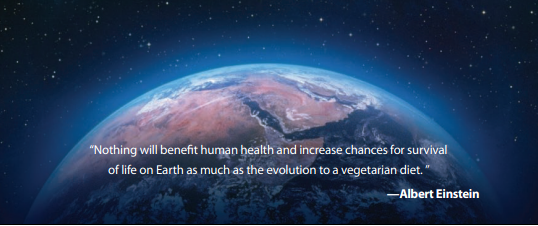 “Nothing will benefit human health and increase chances for survival
of life on Earth as much as the evolution to a vegetarian diet. ”
—Albert Einstein